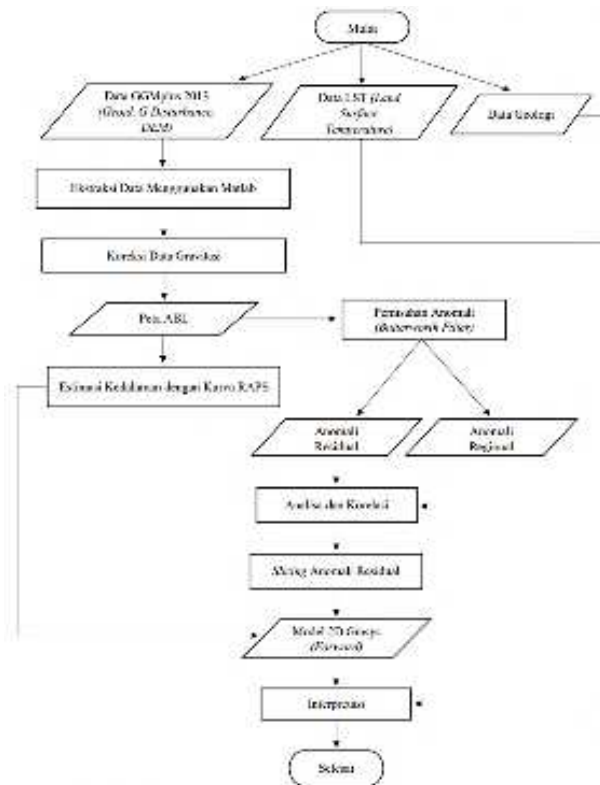 Mulai
Data GGMplus 2013
(Geoid, G Disturbance,
DEM)
Data LST (Land
Surface
Temperature)
Data Geologi
Ekstraksi Data Menggunakan Matlab
Koreksi Data Gravitasi
Peta ABL
Pemisahan Anomali
(Butterworth Filter)
Estimasi Kedalaman dengan Kurva RAPS
Anomali
Residual
Anomali
Regional
Analisa dan Korelasi
Slicing Anomali Residual
Model 2D Gmsys
(Forward)
Interpretasi
Selesai